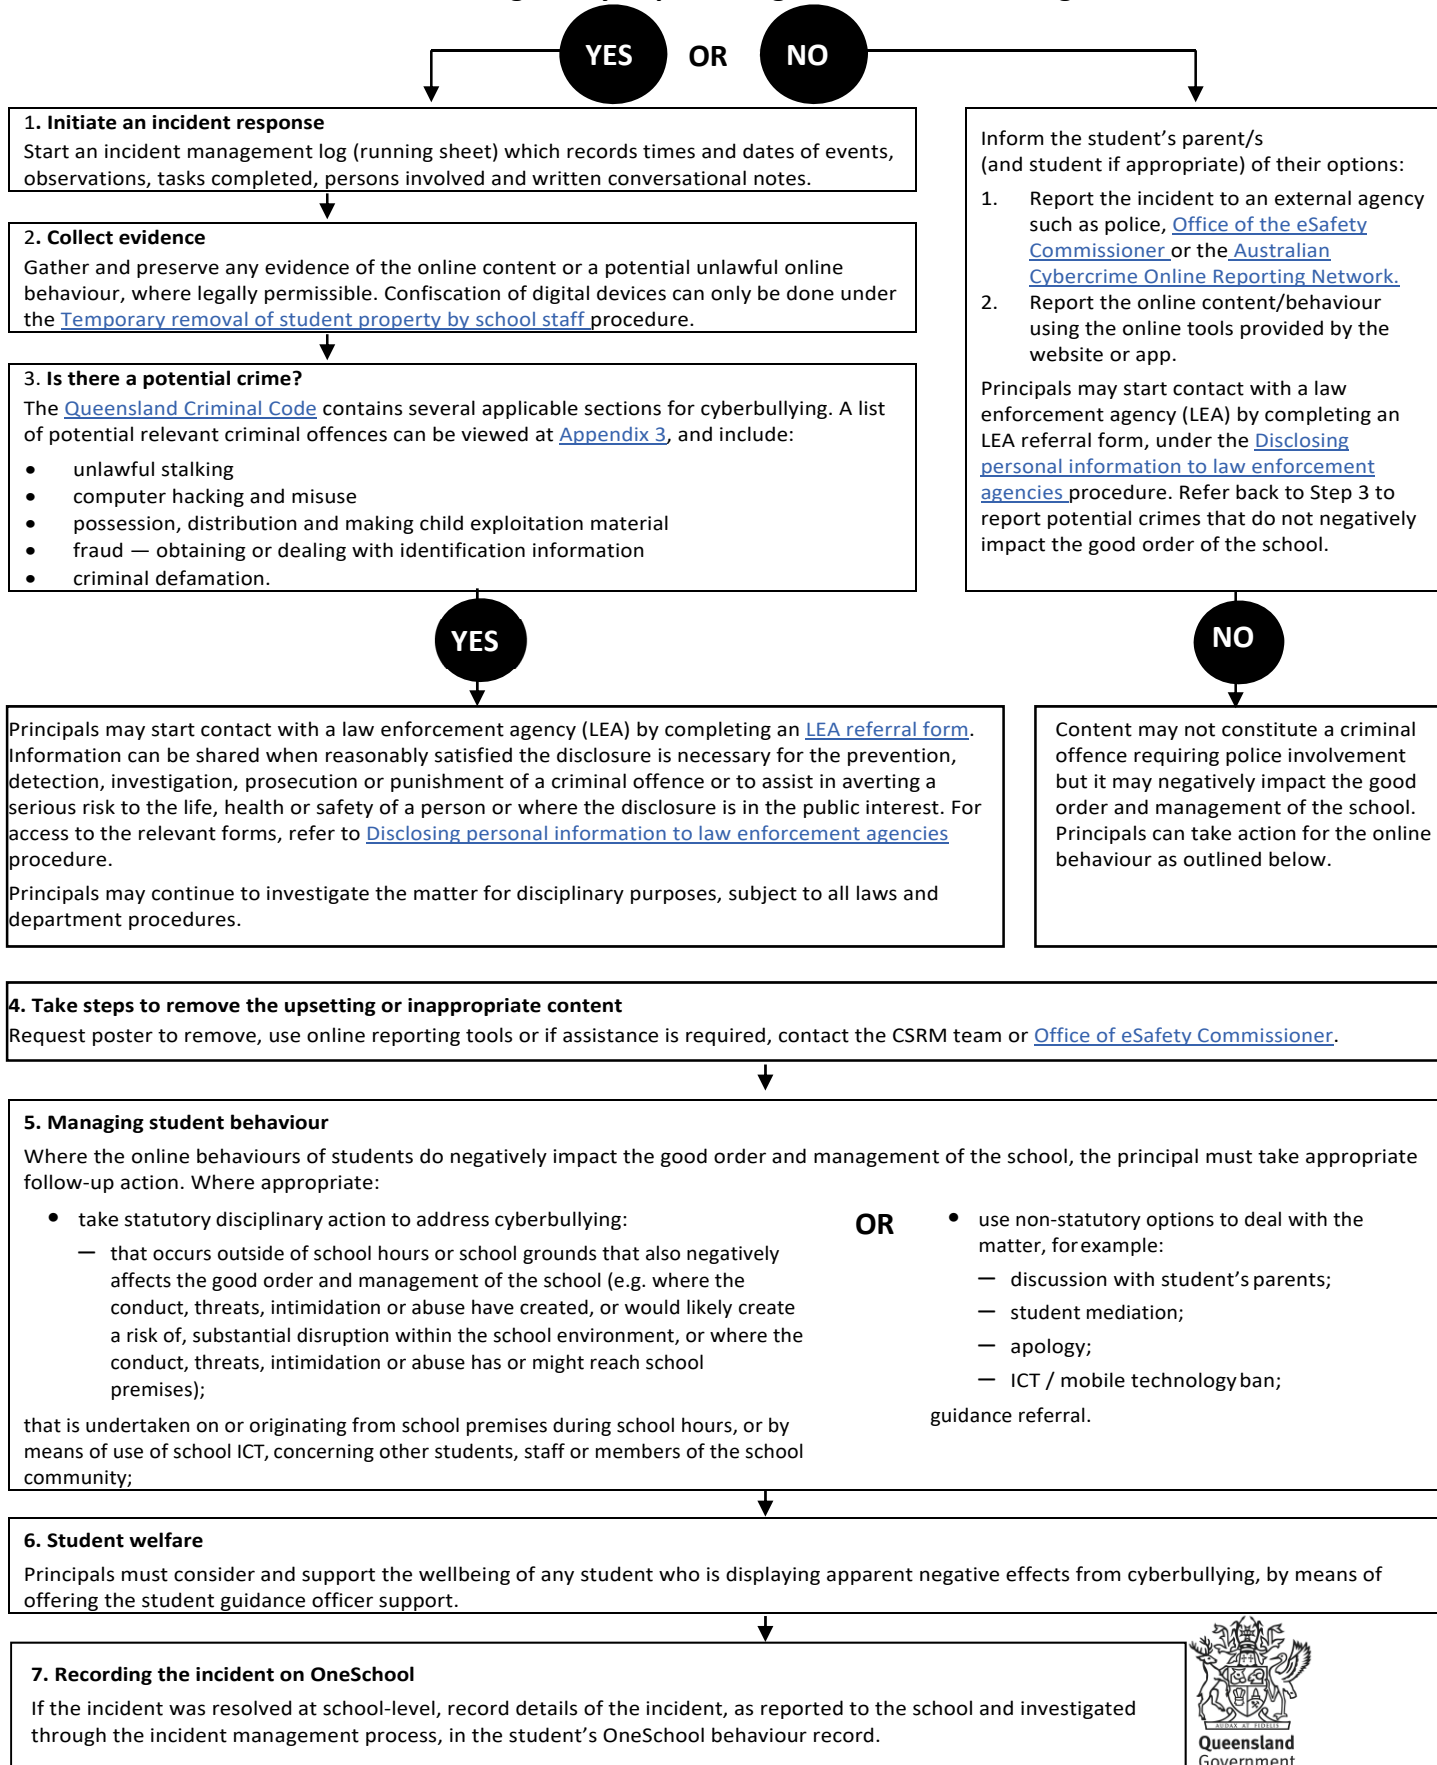 YES OR NO
1. Initiate an incident response
Start an incident management log (running sheet) which records times and dates of events,
observations, tasks completed, persons involved and written conversational notes.
2. Collect evidence
Gather and preserve any evidence of the online content or a potential unlawful online
behaviour, where legally permissible. Confiscation of digital devices can only be done under
the Temporary removal of student property by school staff procedure.
3. Is there a potential crime?
The Queensland Criminal Code contains several applicable sections for cyberbullying. A list
of potential relevant criminal offences can be viewed at Appendix 3, and include:
• unlawful stalking
• computer hacking and misuse
• possession, distribution and making child exploitation material
• fraud — obtaining or dealing with identification information
• criminal defamation.
Inform the student's parent/s
(and student if appropriate) of their options:
1. Report the incident to an external agency
such as police, Office of the eSafety
Commissioner or the Australian
Cybercrime Online Reporting Network.
2. Report the online content/behaviour
using the online tools provided by the
website or app.
Principals may start contact with a law
enforcement agency (LEA) by completing an
LEA referral form, under the Disclosing
personal information to law enforcement
agencies procedure. Refer back to Step 3 to
report potential crimes that do not negatively
impact the good order of the school.
YES
NO
Principals may start contact with a law enforcement agency (LEA) by completing an LEA referral form.
Information can be shared when reasonably satisfied the disclosure is necessary for the prevention,
detection, investigation, prosecution or punishment of a criminal offence or to assist in averting a
serious risk to the life, health or safety of a person or where the disclosure is in the public interest. For
access to the relevant forms, refer to Disclosing personal information to law enforcement agencies
procedure.
Principals may continue to investigate the matter for disciplinary purposes, subject to all laws and
department procedures.
Content may not constitute a criminal
offence requiring police involvement
but it may negatively impact the good
order and management of the school.
Principals can take action for the online
behaviour as outlined below.
4. Take steps to remove the upsetting or inappropriate content
Request poster to remove, use online reporting tools or if assistance is required, contact the CSRM team or Office of eSafety Commissioner.
5. Managing student behaviour
Where the online behaviours of students do negatively impact the good order and management of the school, the principal must take appropriate
follow-up action. Where appropriate:
• take statutory disciplinary action to address cyberbullying:
— that occurs outside of school hours or school grounds that also negatively
affects the good order and management of the school (e.g. where the
conduct, threats, intimidation or abuse have created, or would likely create
a risk of, substantial disruption within the school environment, or where the
conduct, threats, intimidation or abuse has or might reach school
premises);
that is undertaken on or originating from school premises during school hours, or by
means of use of school ICT, concerning other students, staff or members of the school
community;
OR
• use non-statutory options to deal with the
matter, forexample:
— discussion with student's parents;
— student mediation;
— apology;
— ICT / mobile technology ban;
guidance referral.
6. Student welfare
Principals must consider and support the wellbeing of any student who is displaying apparent negative effects from cyberbullying, by means of
offering the student guidance officer support.
7. Recording the incident on OneSchool
If the incident was resolved at school-level, record details of the incident, as reported to the school and investigated
through the incident management process, in the student's OneSchool behaviour record.
AUDAX AT FIDELIS
Queensland
Government